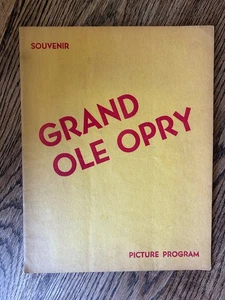 SOUVENIR
GRAND
OLE OPRY
PICTURE PROGRAM